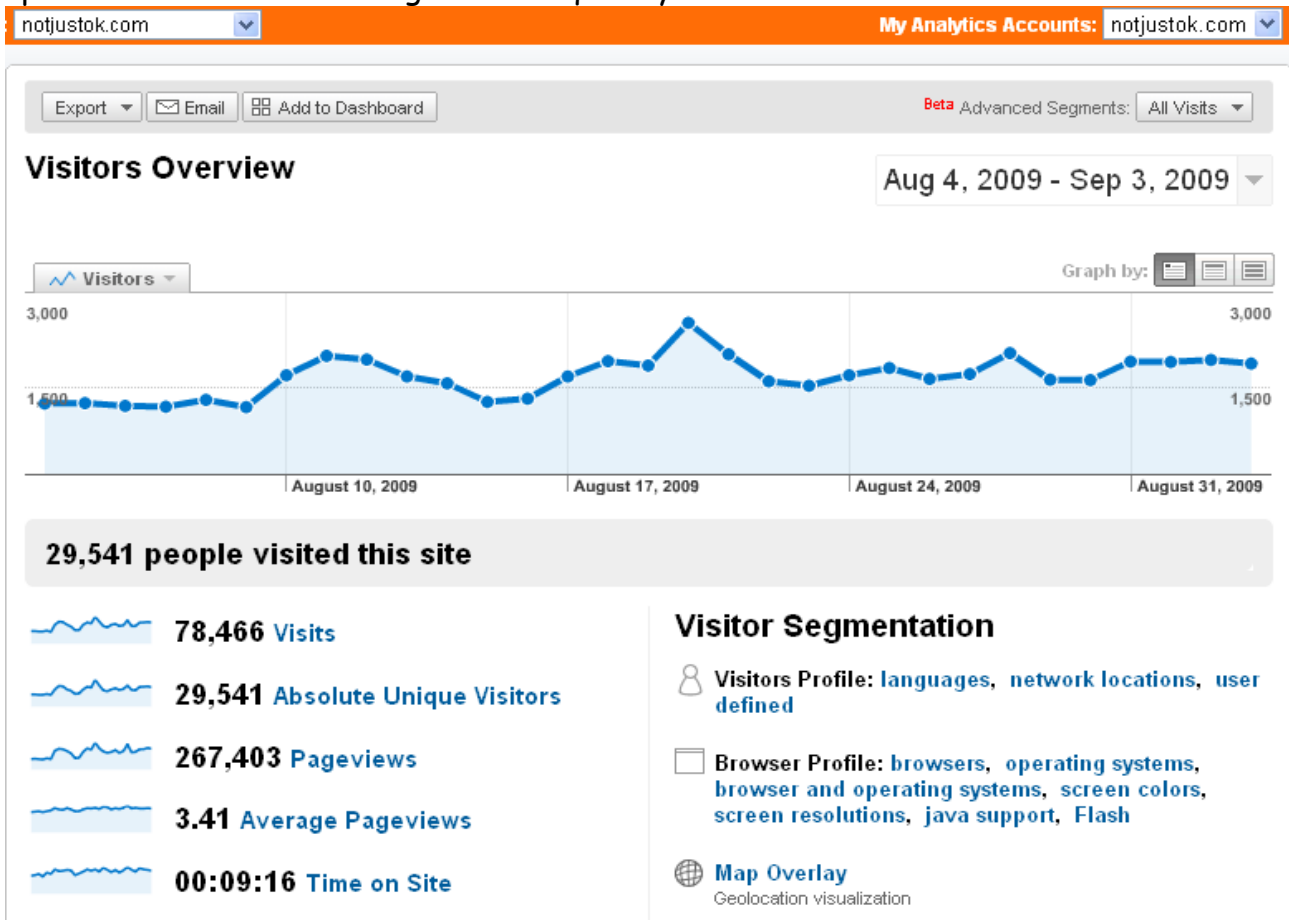 notjustok.com
My Analytics Accounts: notjustok.com
Export Email Add to Dashboard
Beta Advanced Segments: All Visits
Visitors Overview
Aug 4, 2009 - Sep 3, 2009
Visitors
Graph by:
3,000 3,000
1,500 1,500
August 10, 2009 August 17, 2009 August 24, 2009 August 31, 2009
29,541 people visited this site
78,466 Visits
29,541 Absolute Unique Visitors
267,403 Pageviews
3.41 Average Pageviews
00:09:16 Time on Site
Visitor Segmentation
Visitors Profile: languages, network locations, user
defined
Browser Profile: browsers, operating systems,
browser and operating systems, screen colors,
screen resolutions, java support, Flash
Map Overlay
Geolocation visualization